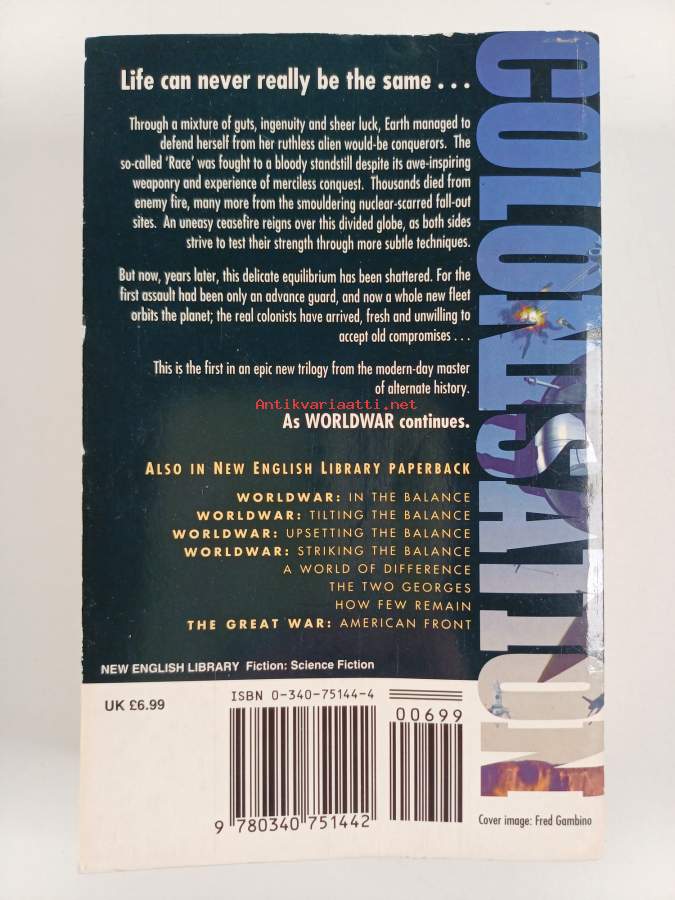 Life can never really be the same . . .
Through a mixture of guts, ingenuity and sheer luck, Earth managed to
defend herself from her ruthless alien would-be conquerors. The
so-called 'Race' was fought to a bloody standstill despite its awe-inspiring
weaponry and experience of merciless conquest. Thousands died from
enemy fire, many more from the smouldering nuclear-scarred fall-out
sites. An uneasy ceasefire reigns over this divided globe, as both sides
strive to test their strength through more subtle techniques.
But now, years later, this delicate equilibrium has been shattered. For the
first assault had been only an advance guard, and now a whole new fleet
orbits the planet; the real colonists have arrived, fresh and unwilling to
accept old compromises . . .
This is the first in an epic new trilogy from the modern-day master
of alternate history.
Antikvariaatti.net
As WORLDWAR continues.
ALSO IN NEW ENGLISH LIBRARY PAPERBACK
WORLDWAR: IN THE BALANCE
WORLDWAR: TILTING THE BALANCE
WORLDWAR: UPSETTING THE BALANCE
WORLDWAR: STRIKING THE BALANCE
A WORLD OF DIFFERENCE
THE TWO GEORGES
HOW FEW REMAIN
THE GREAT WAR: AMERICAN FRONT
NEW ENGLISH LIBRARY Fiction: Science Fiction
UK £6.99
ISBN 0-340-75144-4
00699
9 780340 751442
COLONISATION
Cover image: Fred Gambino